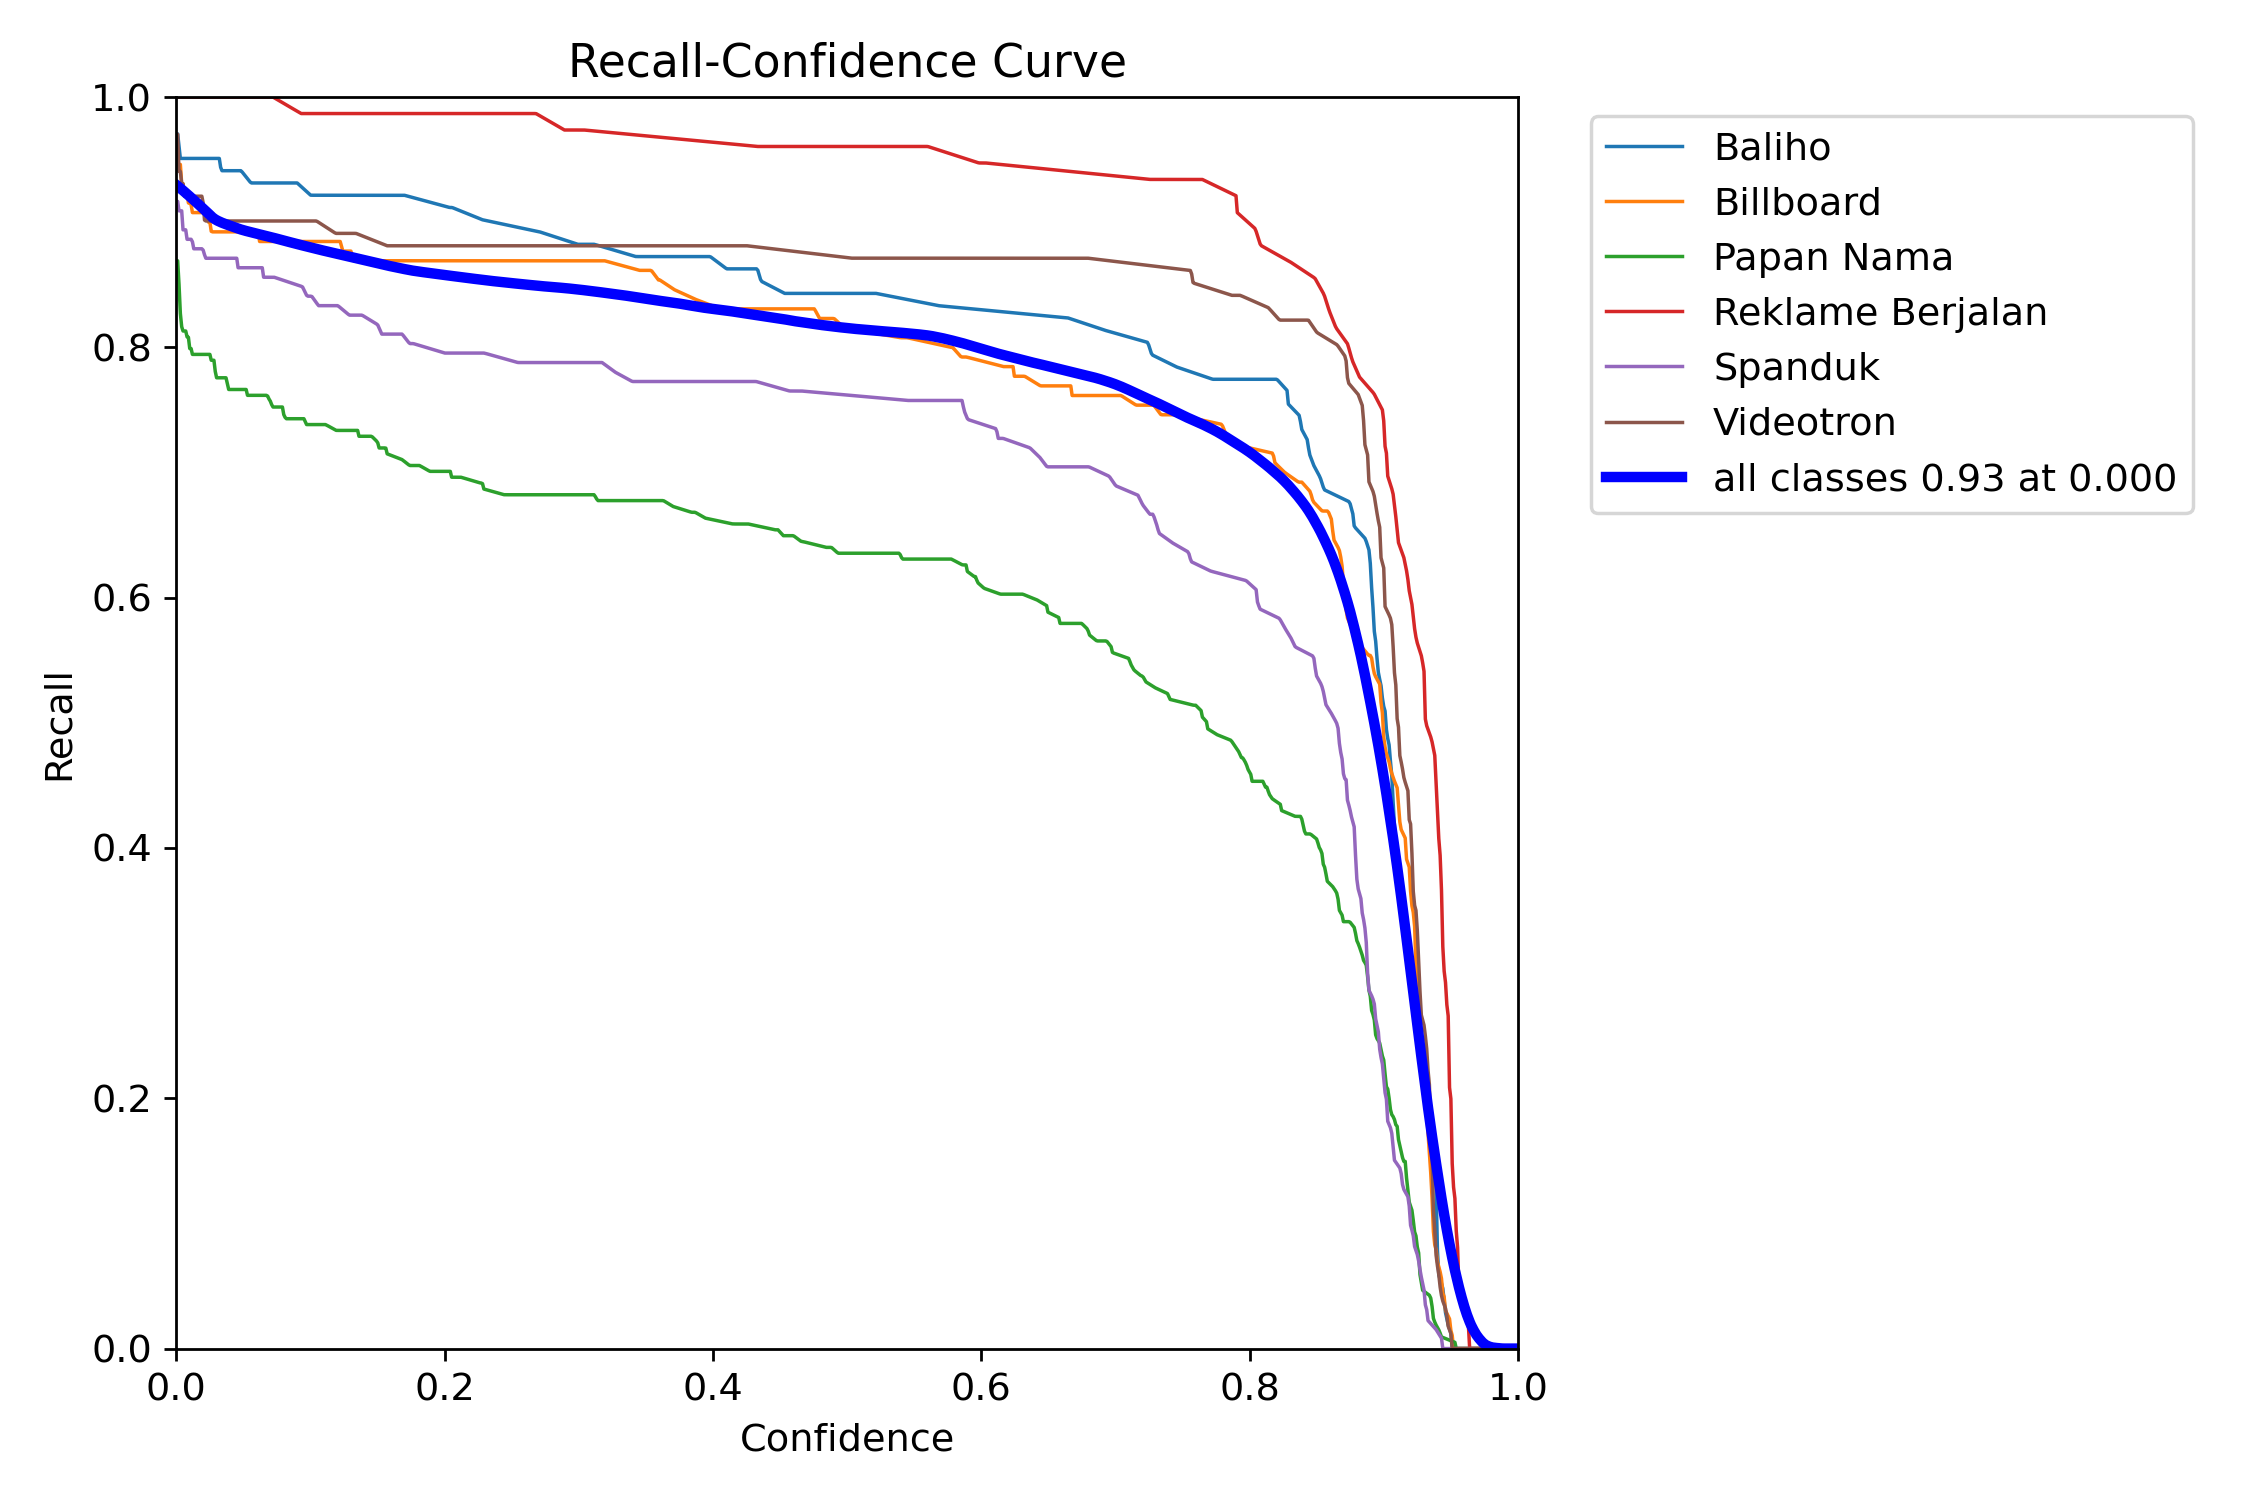 Recall-Confidence Curve
1.0
0.8
0.6
0.4
0.2
0.0
Recall
0.0 0.2 0.4 0.6 0.8 1.0
Confidence
Baliho
Billboard
Papan Nama
Reklame Berjalan
Spanduk
Videotron
all classes 0.93 at 0.000